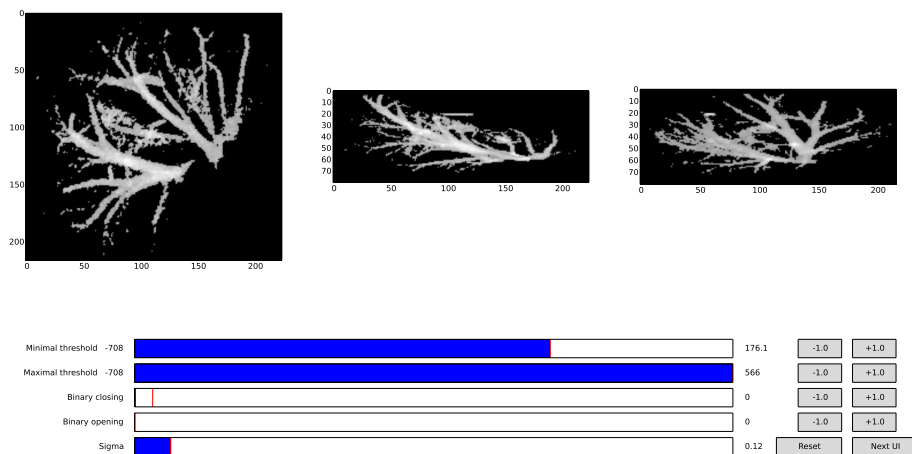 0
50
100
150
200
0 50 100 150 200
0
10
20
30
40
50
60
70
0 50 100 150 200
0
10
20
30
40
50
60
70
0 50 100 150 200
Minimal threshold -708 176.1 -1.0 +1.0
Maximal threshold -708 566 -1.0 +1.0
Binary closing 0 -1.0 +1.0
Binary opening 0 -1.0 +1.0
Sigma 0.12 Reset Next UI